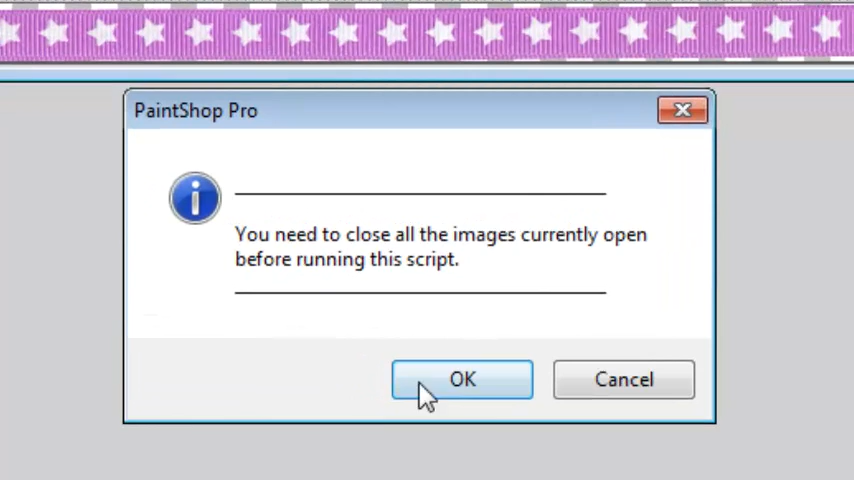 PaintShop Pro
You need to close all the images currently open
before running this script.
OK
Cancel